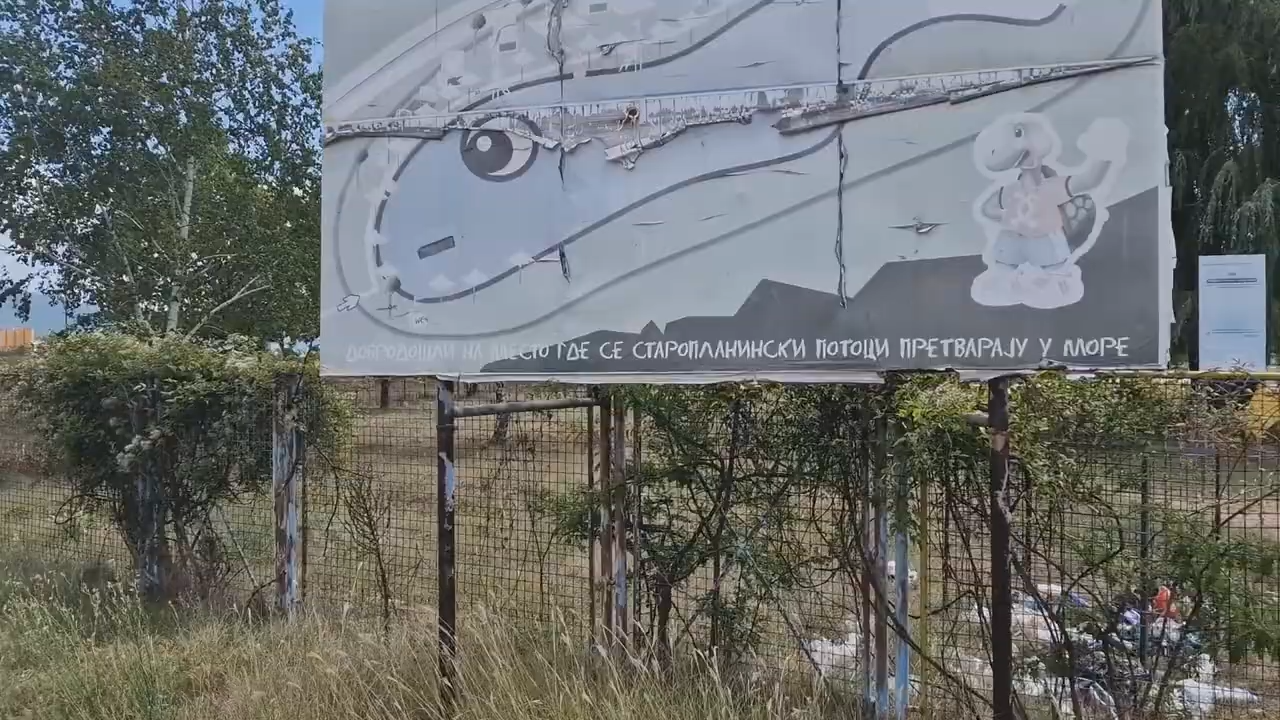 ДОБРОДОШЛИ НА МЕСТО ГДЕ СЕ СТАРОПЛАНИНСКИ ПОТОЦИ ПРЕТВАРАЈУ У МОРЕ